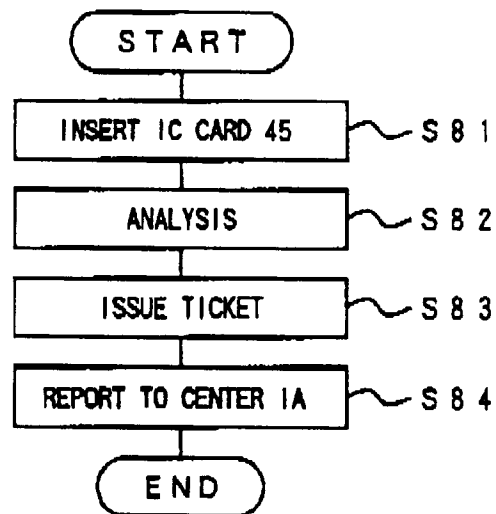 START
INSERT IC CARD 45 S81
ANALYSIS S82
ISSUE TICKET S83
REPORT TO CENTER 1A S84
END